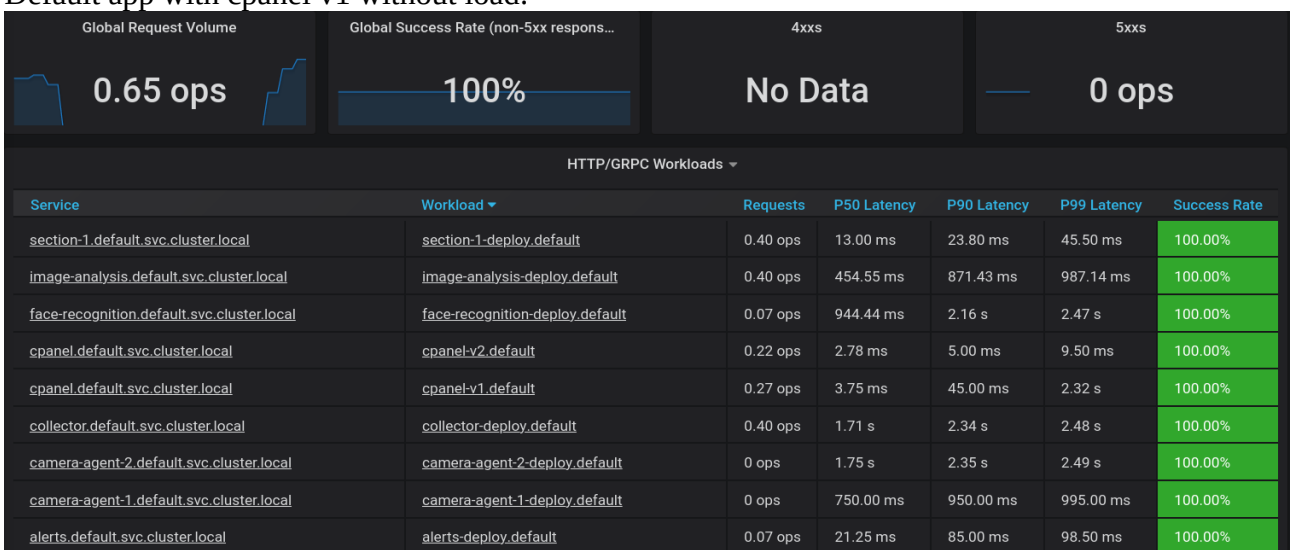 Default app with cpanel v1 without load:
Global Request Volume Global Success Rate (non-5xx respons... 4xxs 5xxs
0.65 ops 100% No Data 0 ops
HTTP/GRPC Workloads
Service Workload Requests P50 Latency P90 Latency P99 Latency Success Rate
section-1.default.svc.cluster.local section-1-deploy.default 0.40 ops 13.00 ms 23.80 ms 45.50 ms 100.00%
image-analysis.default.svc.cluster.local image-analysis-deploy.default 0.40 ops 454.55 ms 871.43 ms 987.14 ms 100.00%
face-recognition.default.svc.cluster.local face-recognition-deploy.default 0.07 ops 944.44 ms 2.16 s 2.47 s 100.00%
cpanel.default.svc.cluster.local cpanel-v2.default 0.22 ops 2.78 ms 5.00 ms 9.50 ms 100.00%
cpanel.default.svc.cluster.local cpanel-v1.default 0.27 ops 3.75 ms 45.00 ms 2.32 s 100.00%
collector.default.svc.cluster.local collector-deploy.default 0.40 ops 1.71 s 2.34 s 2.48 s 100.00%
camera-agent-2.default.svc.cluster.local camera-agent-2-deploy.default 0 ops 1.75 s 2.35 s 2.49 s 100.00%
camera-agent-1.default.svc.cluster.local camera-agent-1-deploy.default 0 ops 750.00 ms 950.00 ms 995.00 ms 100.00%
alerts.default.svc.cluster.local alerts-deploy.default 0.07 ops 21.25 ms 85.00 ms 98.50 ms 100.00%